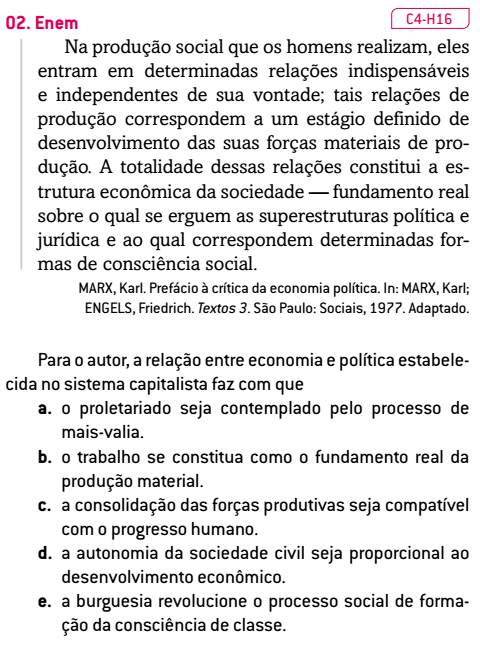 02. Enem
C4-H16
Na produção social que os homens realizam, eles
entram em determinadas relações indispensáveis
e independentes de sua vontade; tais relações de
produção correspondem a um estágio definido de
desenvolvimento das suas forças materiais de pro-
dução. A totalidade dessas relações constitui a es-
trutura econômica da sociedade — fundamento real
sobre o qual se erguem as superestruturas política e
jurídica e ao qual correspondem determinadas for-
mas de consciência social.
MARX, Karl. Prefácio à crítica da economia política. In: MARX, Karl;
ENGELS, Friedrich. Textos 3. São Paulo: Sociais, 1977. Adaptado.
Para o autor, a relação entre economia e política estabele-
cida no sistema capitalista faz com que
a. o proletariado seja contemplado pelo processo de
mais-valia.
b. o trabalho se constitua como o fundamento real da
produção material.
c. a consolidação das forças produtivas seja compatível
com o progresso humano.
d. a autonomia da sociedade civil seja proporcional ao
desenvolvimento econômico.
e. a burguesia revolucione o processo social de forma-
ção da consciência de classe.